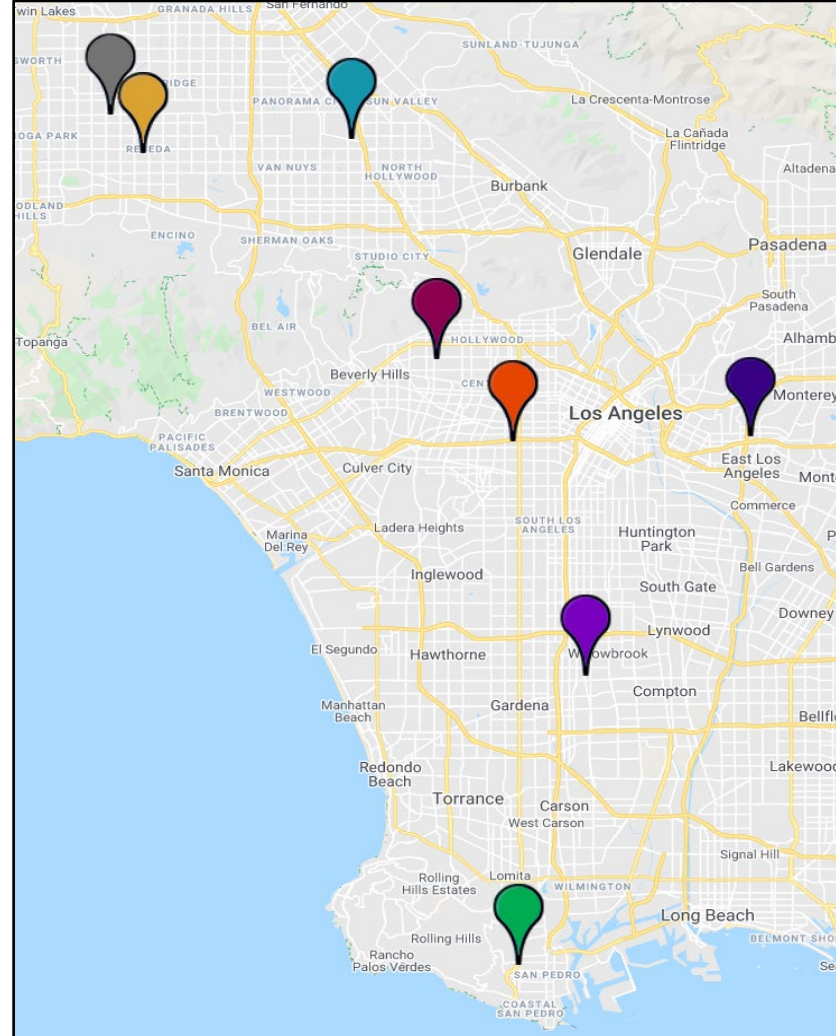 win Lakes
GRANADA HILLS
San Fernando
SUNLAND-TUJUNGA
SWORTH
RIDGE
PANORAMA CI
SUN VALLEY
La Crescenta-Montrose
OGA PARK
RESEDA
La Cañada
Flintridge
VAN NUYS
NORTH
HOLLYWOOD
Altadena
Burbank
ODLAND
HILLS
ENCINO
SHERMAN OAKS
STUDIO CITY
Glendale
Pasadena
South
Pasadena
BEL AIR
Topanga
HOLLYWOOD
Alhamb
Beverly Hills
CENT
WESTWOOD
Monterey
BRENTWOOD
Los Angeles
PACIFIC
PALISADES
Santa Monica
Culver City
East Los
Angeles
Mont
Commerce
Marina
Del Rey
Ladera Heights
SOUTH LOS
ANGELES
Huntington
Park
Inglewood
Bell Gardens
South Gate
Downey
El Segundo
Hawthorne
Lynwood
W
owbrook
Compton
Manhattan
Beach
Gardena
Bellfl
Redondo
Beach
Lakewood
Torrance
Carson
West Carson
Signal Hill
Rolling
Hills Estates
Lomita
WILMINGTON
Long Beach
Rolling Hills
BELMONT SHO
Rancho
Palos Verdes
SAN PEDRO
Se
COASTAL
SAN PEDRO